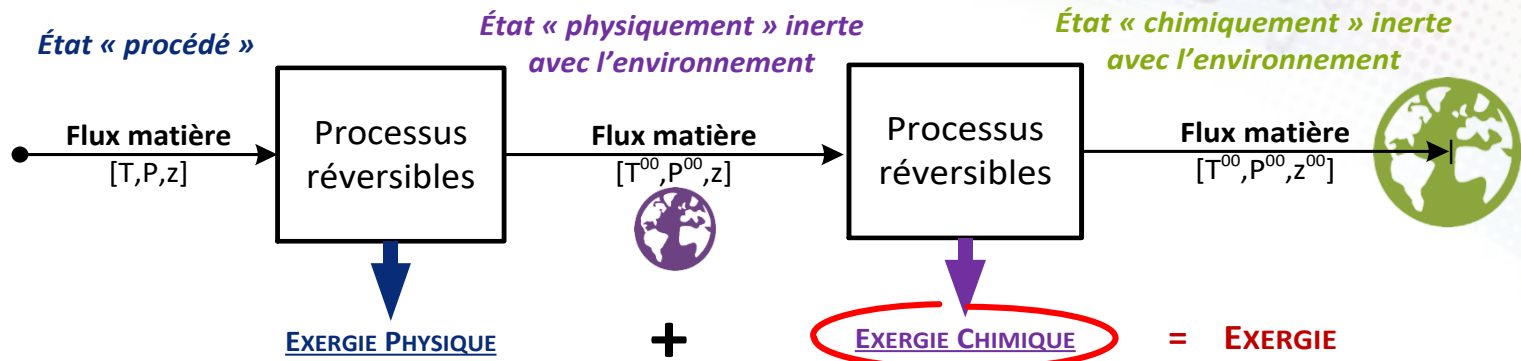 État « procédé »
État « physiquement » inerte
avec l'environnement
État « chimiquement » inerte
avec l'environnement
Flux matière
[T,P,z]
Processus
réversibles
Flux matière
[T⁰⁰,P⁰⁰,z]
Processus
réversibles
Flux matière
[T⁰⁰,P⁰⁰,z⁰⁰]
EXERGIE PHYSIQUE + EXERGIE CHIMIQUE = EXERGIE